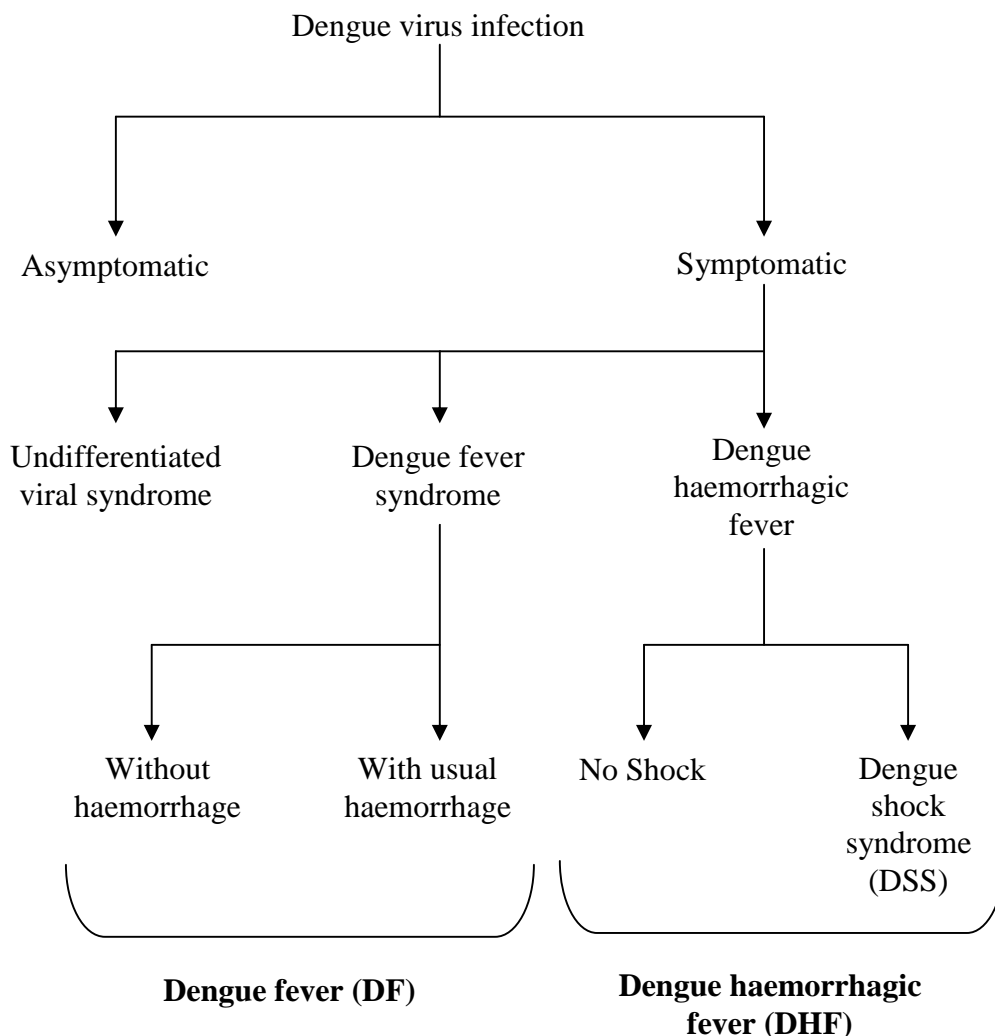 Dengue virus infection
Asymptomatic
Symptomatic
Undifferentiated
viral syndrome
Dengue fever
syndrome
Dengue
haemorrhagic
fever
Without
haemorrhage
With usual
haemorrhage
No Shock
Dengue
shock
syndrome
(DSS)
Dengue fever (DF)
Dengue haemorrhagic
fever (DHF)